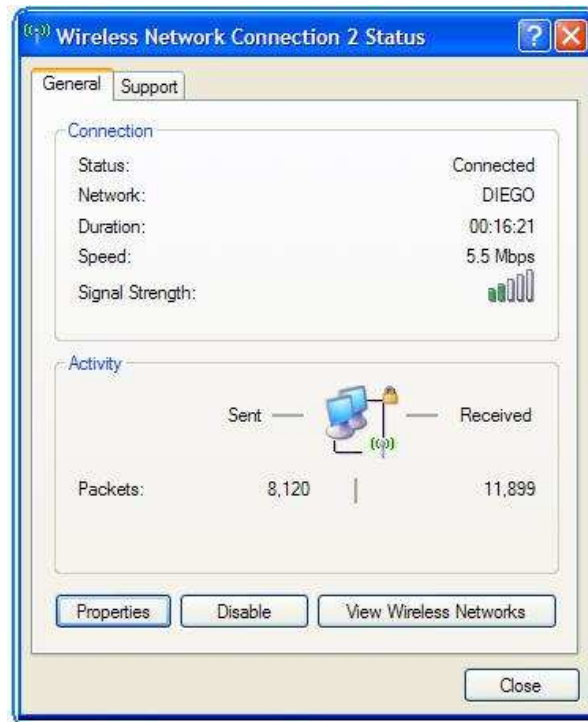 Wireless Network Connection 2 Status
General Support
Connection
Status: Connected
Network: DIEGO
Duration: 00:16:21
Speed: 5.5 Mbps
Signal Strength:
Activity
Sent Received
Packets: 8,120 11,899
Properties Disable View Wireless Networks
Close